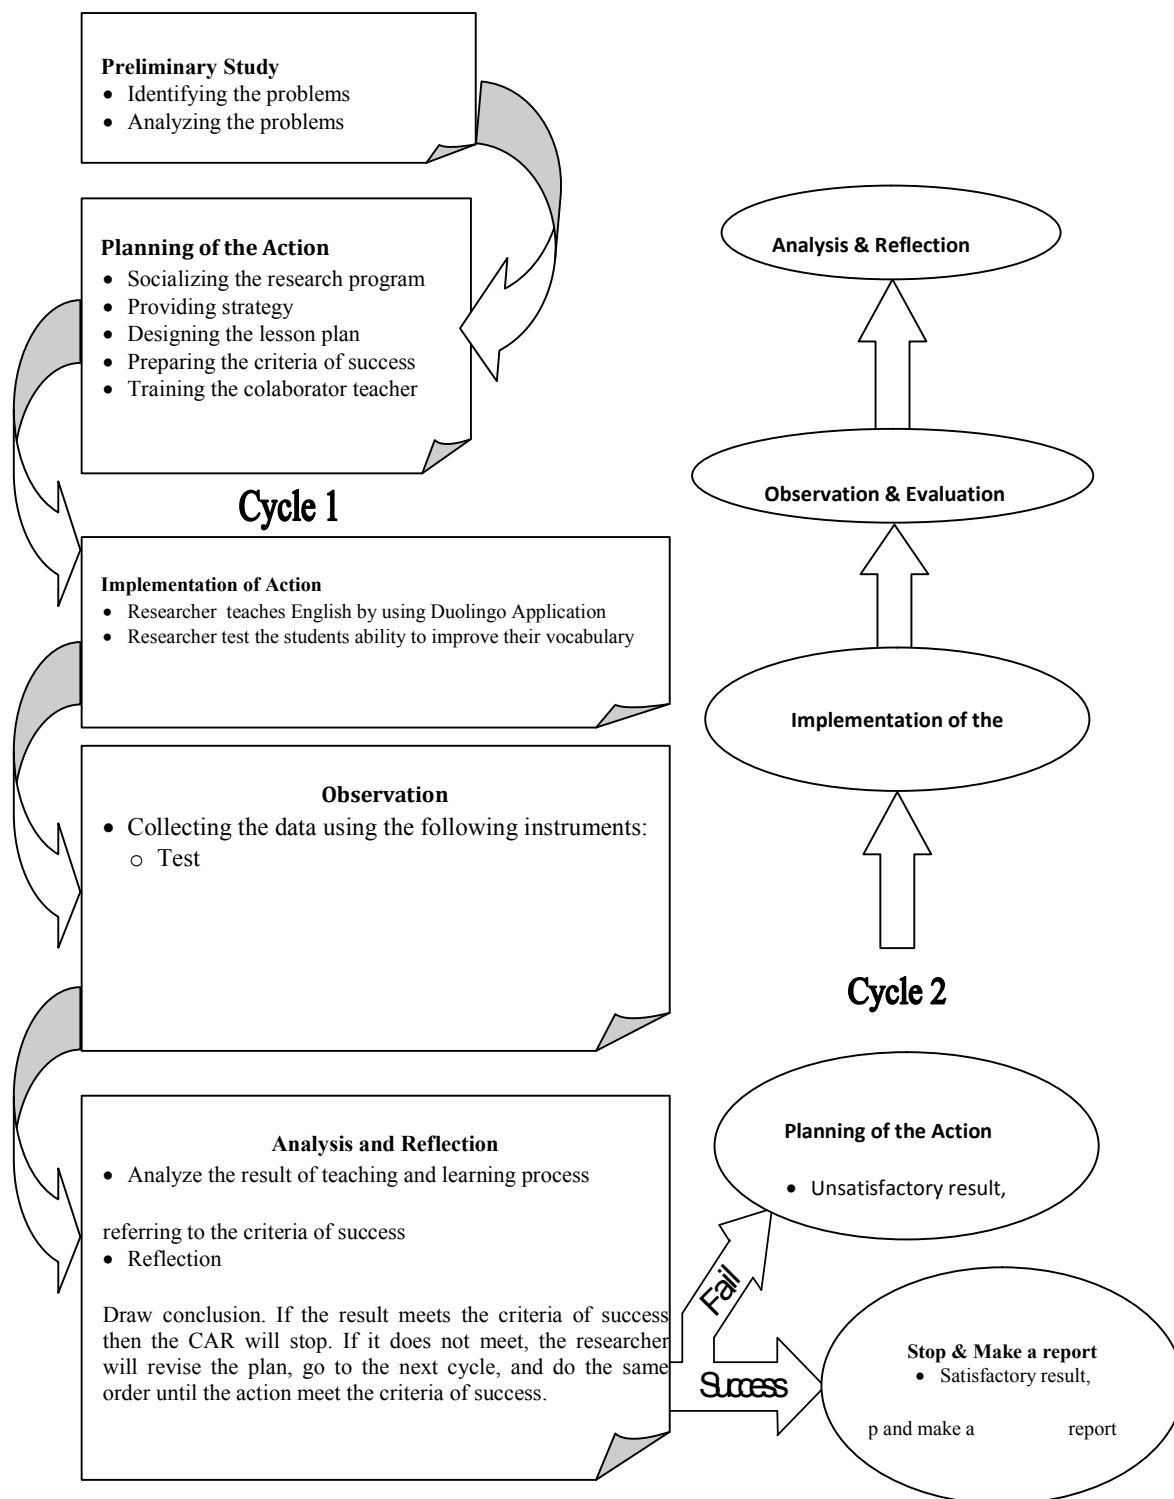 Preliminary Study
• Identifying the problems
• Analyzing the problems
Planning of the Action
• Socializing the research program
• Providing strategy
• Designing the lesson plan
• Preparing the criteria of success
• Training the colaborator teacher
Cycle 1
Implementation of Action
• Researcher teaches English by using Duolingo Application
• Researcher test the students ability to improve their vocabulary
Observation
• Collecting the data using the following instruments:
o Test
Analysis and Reflection
• Analyze the result of teaching and learning process
referring to the criteria of success
• Reflection
Draw conclusion. If the result meets the criteria of success
then the CAR will stop. If it does not meet, the researcher
will revise the plan, go to the next cycle, and do the same
order until the action meet the criteria of success.
Fail
Success
Analysis & Reflection
Observation & Evaluation
Implementation of the
Cycle 2
Planning of the Action
• Unsatisfactory result,
Stop & Make a report
• Satisfactory result,
p and make a report